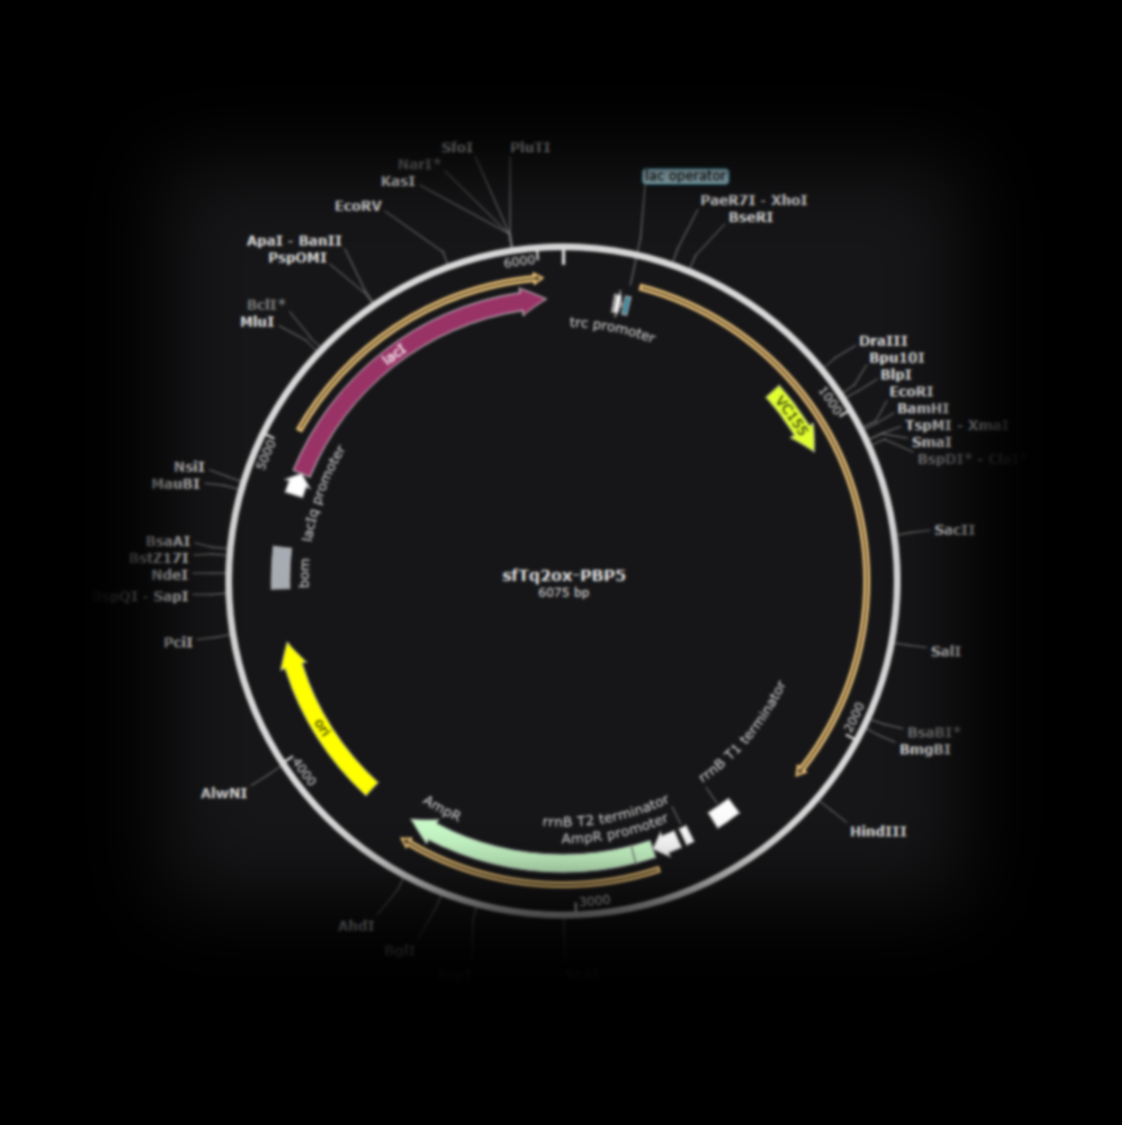 SfoI
PluTI
NarI*
KasI
EcoRV
ApaI - BanII
PspOMI
BclI*
MluI
lac operator
PaeR7I - XhoI
BseRI
6000
trc promoter
lacI
DraIII
Bpu10I
BlpI
EcoRI
BamHI
TspMI - XmaI
SmaI
BspDI* - ClaI*
1000
VC155
5000
NsiI
MauBI
lacIq promoter
BsaAI
BstZ17I
NdeI
BspQI - SapI
PciI
bom
SacII
sfTq2ox-PBP5
6075 bp
SalI
2000
BsaBI*
BmgBI
rrnB T1 terminator
ori
4000
AlwNI
HindIII
AmpR
rrnB T2 terminator
AmpR promoter
3000
AhdI
BglI